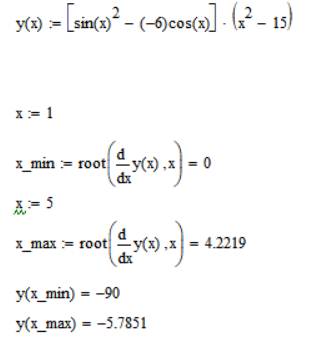 y(x) := [sin(x)² − (−6)cos(x)] · (x² − 15)
x := 1
x_min := root(d/dx y(x) , x) = 0
x := 5
x_max := root(d/dx y(x) , x) = 4.2219
y(x_min) = −90
y(x_max) = −5.7851